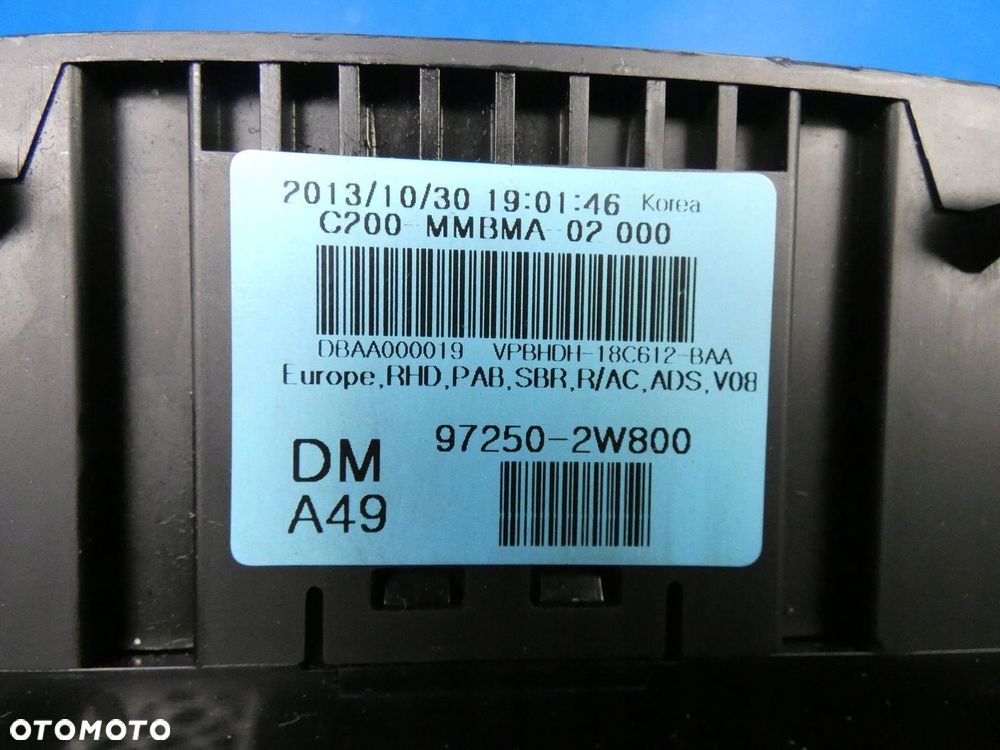 2013/10/30 19:01:46 Korea
C200-MMBMA-02 000
DBAA000019 VPBHDH-18C612-BAA
Europe,RHD,PAB,SBR,R/AC,ADS,V08
DM 97250-2W800
A49
OTOMOTO